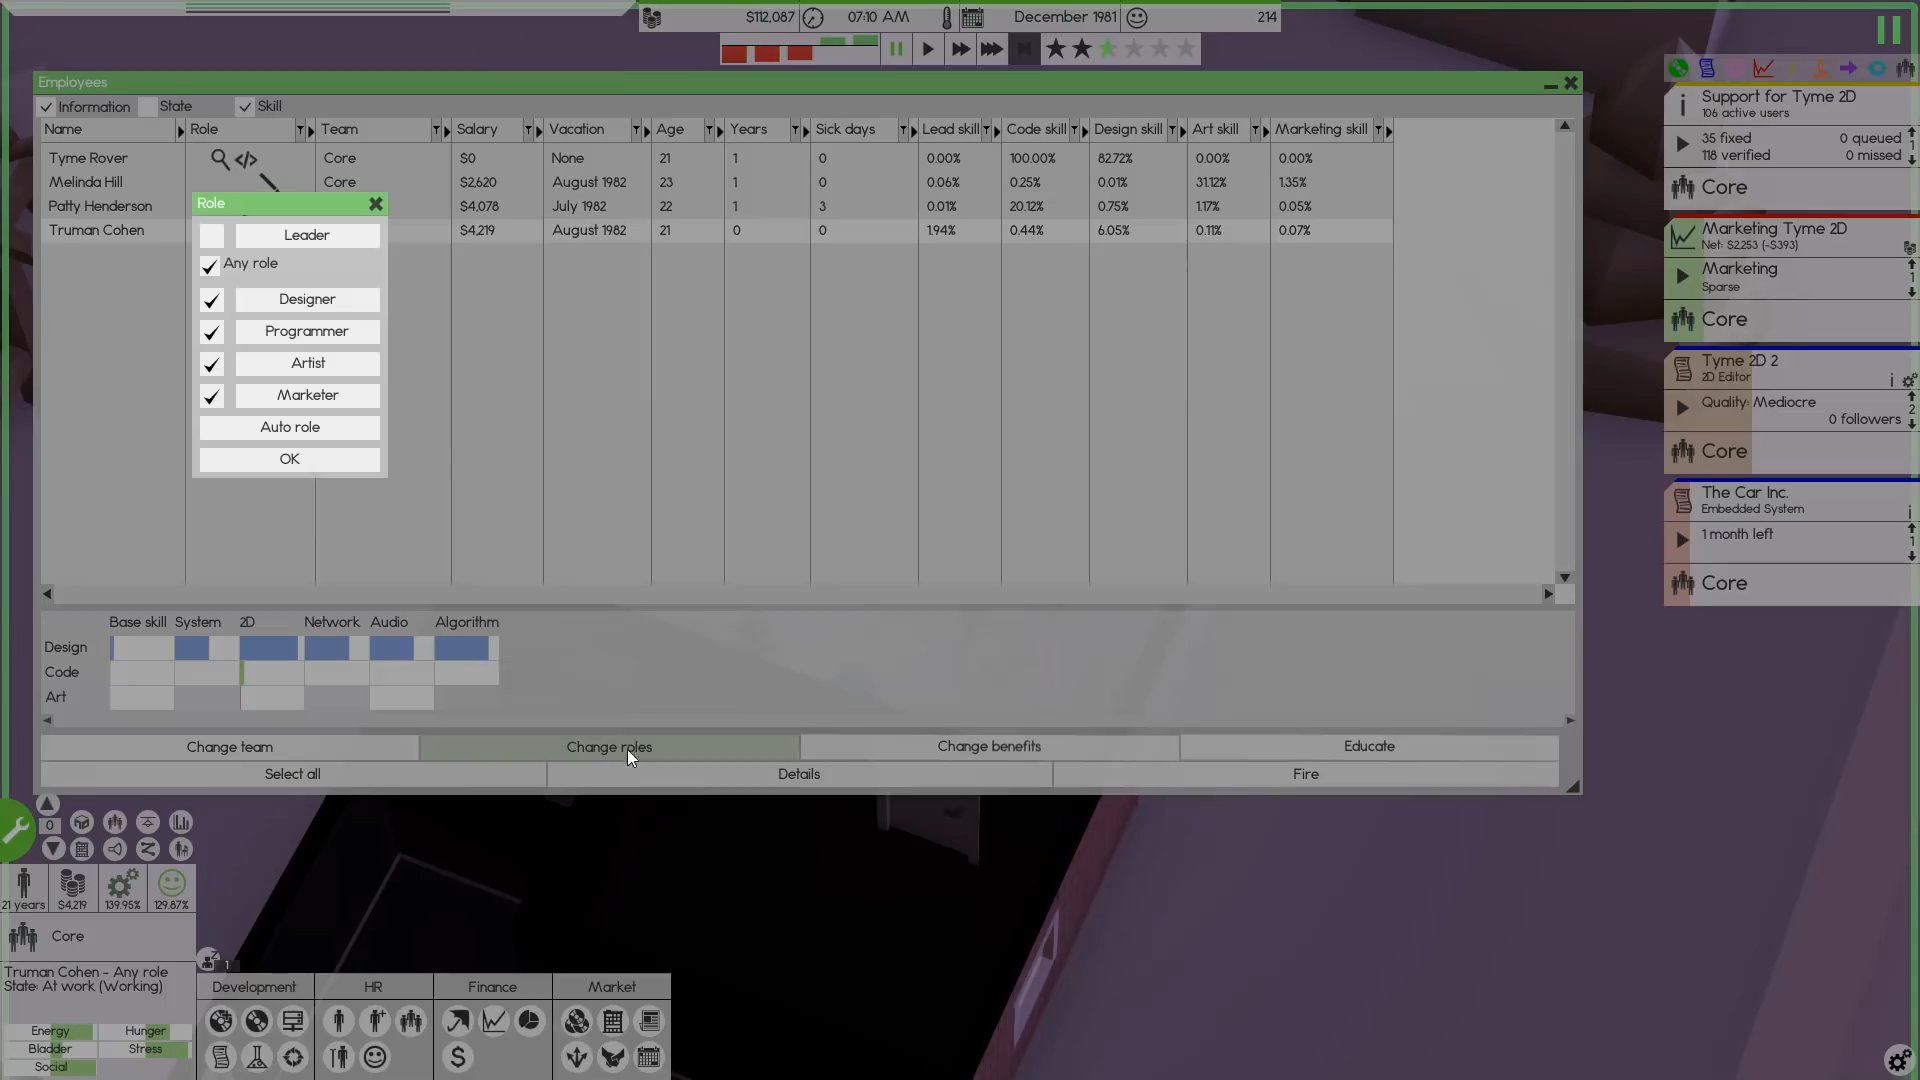 $112,087 07:10 AM December 1981 214
Employees
Information State Skill
Name Role Team Salary Vacation Age Years Sick days Lead skill Code skill Design skill Art skill Marketing skill
Tyme Rover Core $0 None 21 1 0 0.00% 100.00% 82.72% 0.00% 0.00%
Melinda Hill Core $2,620 August 1982 23 1 0 0.06% 0.25% 0.01% 31.12% 1.35%
Patty Henderson $4,078 July 1982 22 1 3 0.01% 20.12% 0.75% 1.17% 0.05%
Truman Cohen $4,219 August 1982 21 0 0 1.94% 0.44% 6.05% 0.11% 0.07%
Role
Leader
Any role
Designer
Programmer
Artist
Marketer
Auto role
OK
Base skill System 2D Network Audio Algorithm
Design
Code
Art
Change team Change roles Change benefits Educate
Select all Details Fire
Support for Tyme 2D
106 active users
35 fixed 0 queued
118 verified 0 missed
1
Core
Marketing Tyme 2D
Net: $2,253 (-$393)
Marketing
Sparse
1
Core
Tyme 2D 2
2D Editor
Quality: Mediocre
0 followers
2
Core
The Car Inc.
Embedded System
1 month left
1
Core
0
21 years $4,219 139.95% 129.87%
Core
Truman Cohen - Any role
State: At work (Working)
Energy Hunger
Bladder Stress
Social
1
Development HR Finance Market